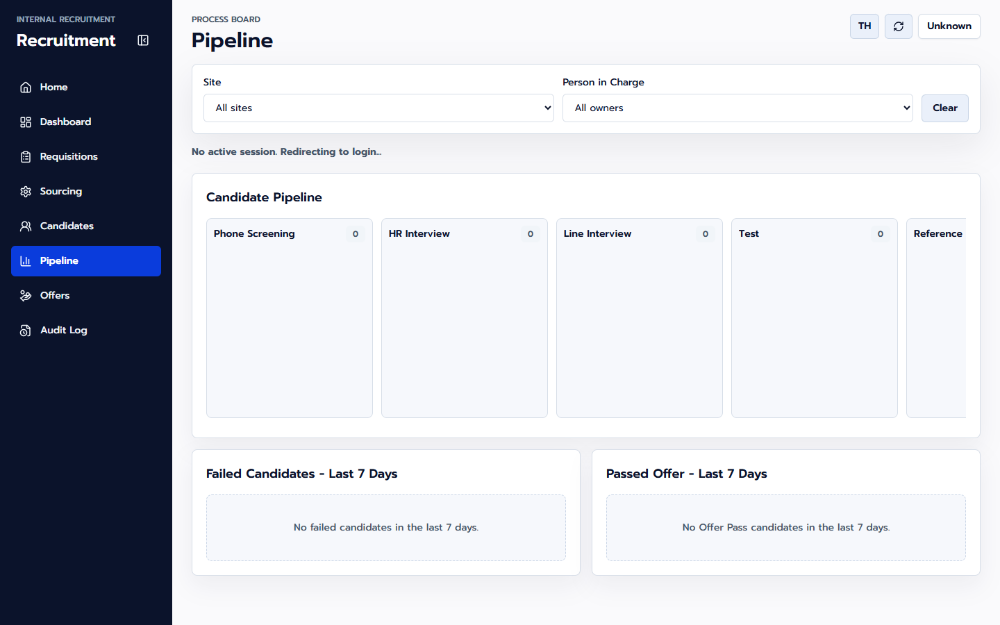 INTERNAL RECRUITMENT
Recruitment
Home
Dashboard
Requisitions
Sourcing
Candidates
Pipeline
Offers
Audit Log
PROCESS BOARD
Pipeline
TH
Unknown
Site
All sites
Person in Charge
All owners
Clear
No active session. Redirecting to login...
Candidate Pipeline
Phone Screening 0
HR Interview 0
Line Interview 0
Test 0
Reference
Failed Candidates - Last 7 Days
No failed candidates in the last 7 days.
Passed Offer - Last 7 Days
No Offer Pass candidates in the last 7 days.